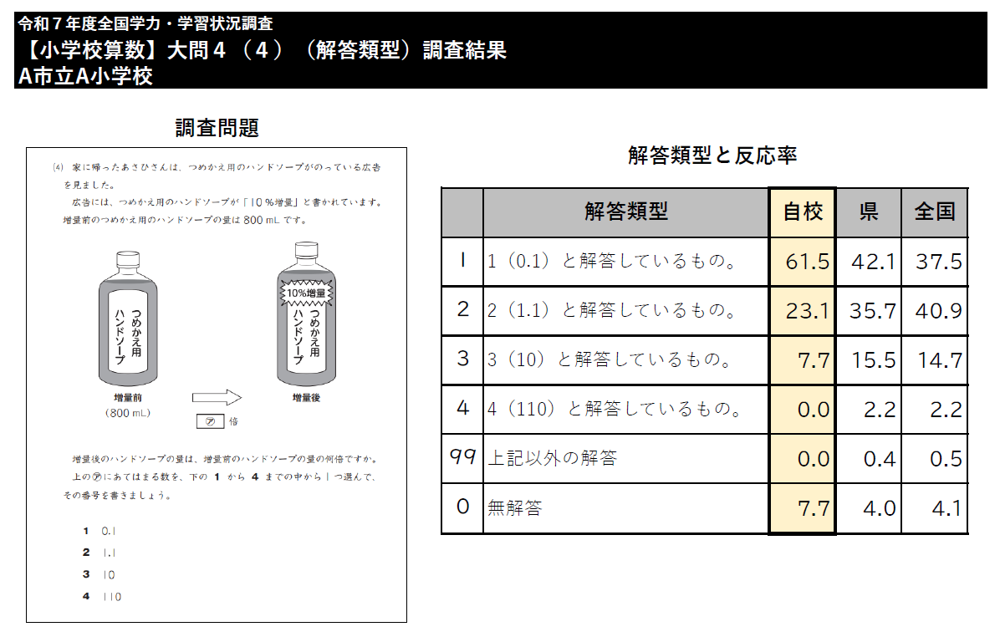 令和７年度全国学力・学習状況調査
【小学校算数】大問４（４）（解答類型）調査結果
A市立A小学校
調査問題
⑷　家に帰ったあさひさんは、つめかえ用のハンドソープがのっている広告
を見ました。
広告には、つめかえ用のハンドソープが「10％増量」と書かれています。
増量前のつめかえ用のハンドソープの量は 800 mL です。
つめかえ用
ハンドソープ
10%増量
つめかえ用
ハンドソープ
増量前
（800 mL）
㋐ 倍
増量後
増量後のハンドソープの量は、増量前のハンドソープの量の何倍ですか。
上の㋐にあてはまる数を、下の 1 から 4 までの中から1つ選んで、
その番号を書きましょう。
1 0.1
2 1.1
3 10
4 110
解答類型と反応率
解答類型 自校 県 全国
1 1（0.1）と解答しているもの。 61.5 42.1 37.5
2 2（1.1）と解答しているもの。 23.1 35.7 40.9
3 3（10）と解答しているもの。 7.7 15.5 14.7
4 4（110）と解答しているもの。 0.0 2.2 2.2
99 上記以外の解答 0.0 0.4 0.5
0 無解答 7.7 4.0 4.1